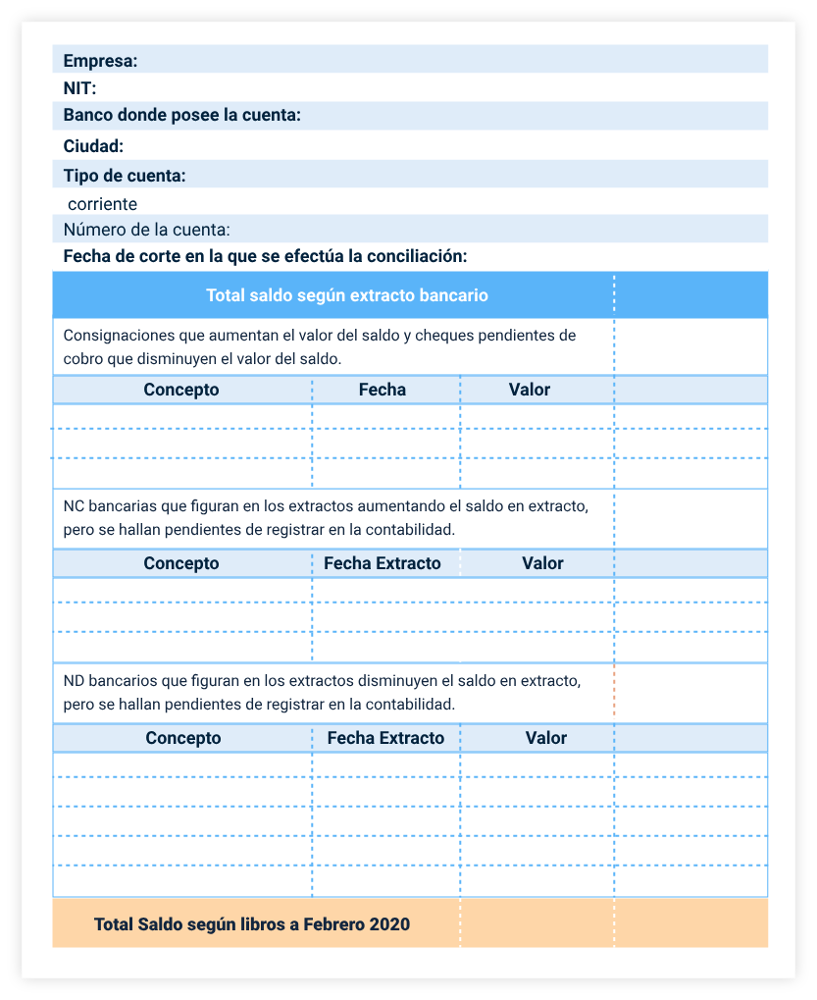 Empresa:
NIT:
Banco donde posee la cuenta:
Ciudad:
Tipo de cuenta:
corriente
Número de la cuenta:
Fecha de corte en la que se efectúa la conciliación:
Total saldo según extracto bancario
Consignaciones que aumentan el valor del saldo y cheques pendientes de
cobro que disminuyen el valor del saldo.
Concepto Fecha Valor
NC bancarias que figuran en los extractos aumentando el saldo en extracto,
pero se hallan pendientes de registrar en la contabilidad.
Concepto Fecha Extracto Valor
ND bancarios que figuran en los extractos disminuyen el saldo en extracto,
pero se hallan pendientes de registrar en la contabilidad.
Concepto Fecha Extracto Valor
Total Saldo según libros a Febrero 2020